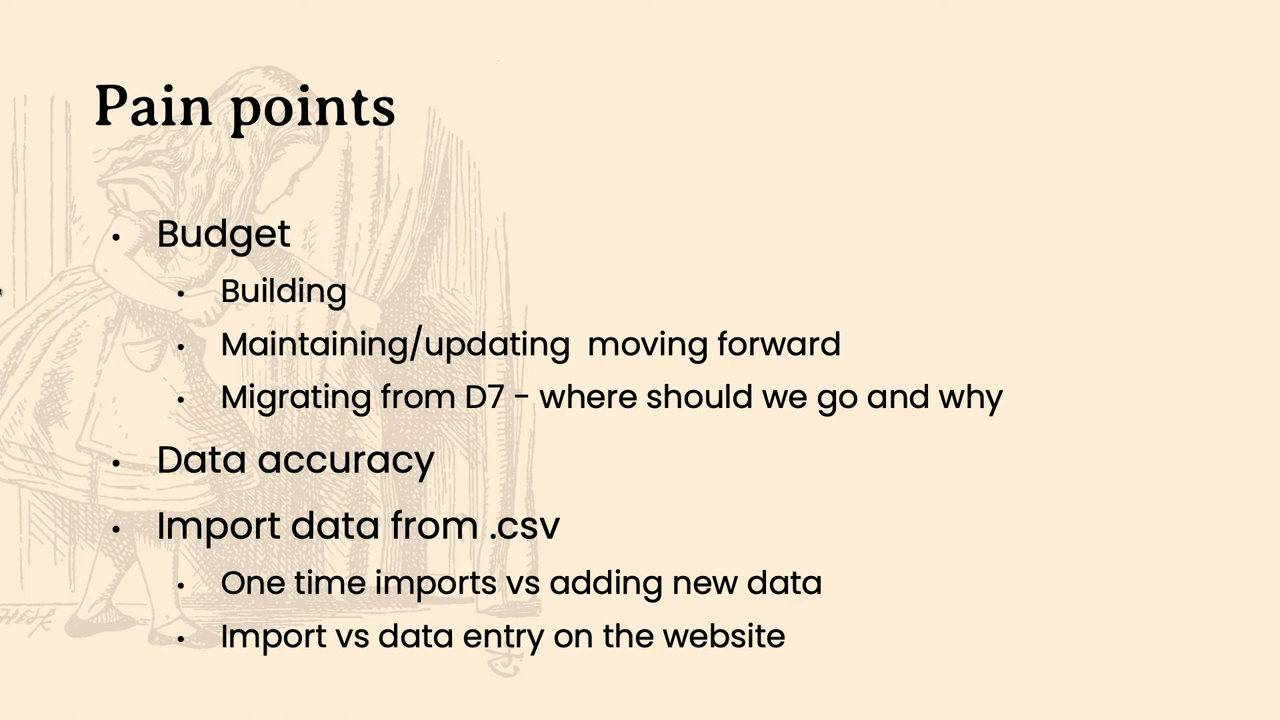 Pain points
• Budget
• Building
• Maintaining/updating  moving forward
• Migrating from D7 - where should we go and why
• Data accuracy
• Import data from .csv
• One time imports vs adding new data
• Import vs data entry on the website